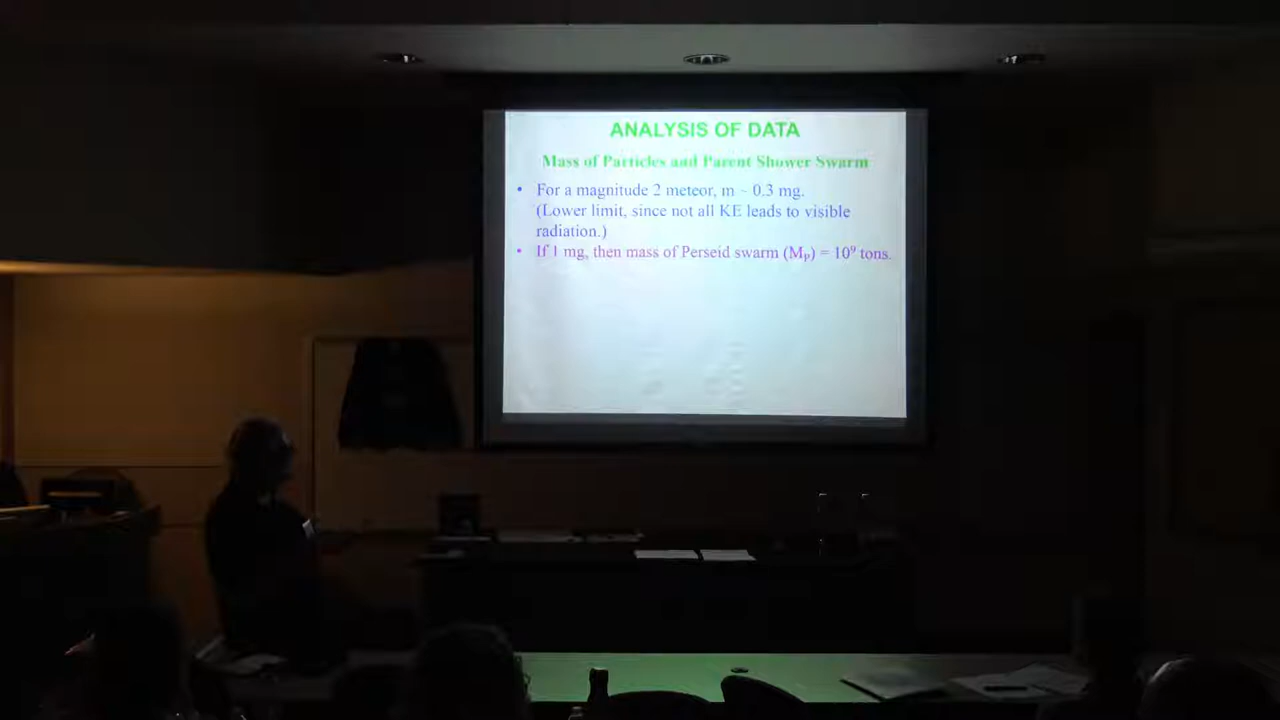 ANALYSIS OF DATA
Mass of Particles and Parent Shower Swarm
• For a magnitude 2 meteor, m ~ 0.3 mg.
(Lower limit, since not all KE leads to visible
radiation.)
• If 1 mg, then mass of Perseid swarm (Mₚ) = 10⁹ tons.